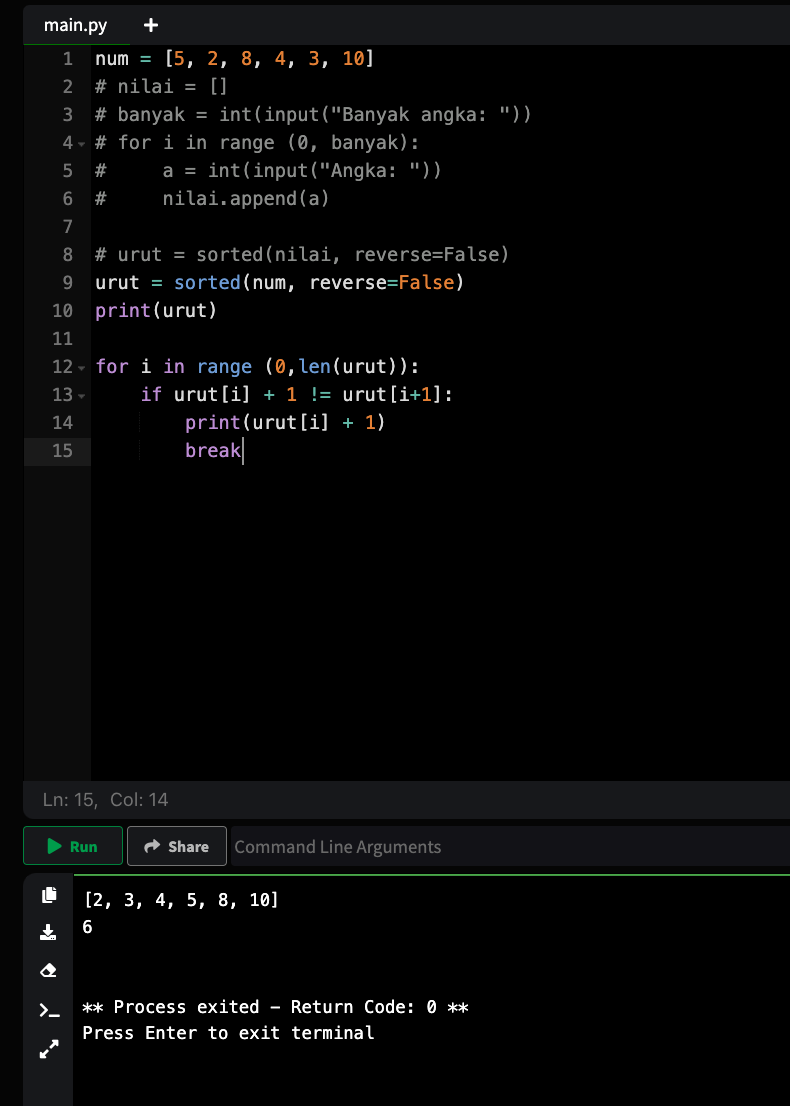 main.py +
1 num = [5, 2, 8, 4, 3, 10]
2 # nilai = []
3 # banyak = int(input("Banyak angka: "))
4 # for i in range (0, banyak):
5 #     a = int(input("Angka: "))
6 #     nilai.append(a)
7
8 # urut = sorted(nilai, reverse=False)
9 urut = sorted(num, reverse=False)
10 print(urut)
11
12 for i in range (0,len(urut)):
13     if urut[i] + 1 != urut[i+1]:
14         print(urut[i] + 1)
15         break
Ln: 15, Col: 14
Run Share Command Line Arguments
[2, 3, 4, 5, 8, 10]
6
** Process exited - Return Code: 0 **
Press Enter to exit terminal